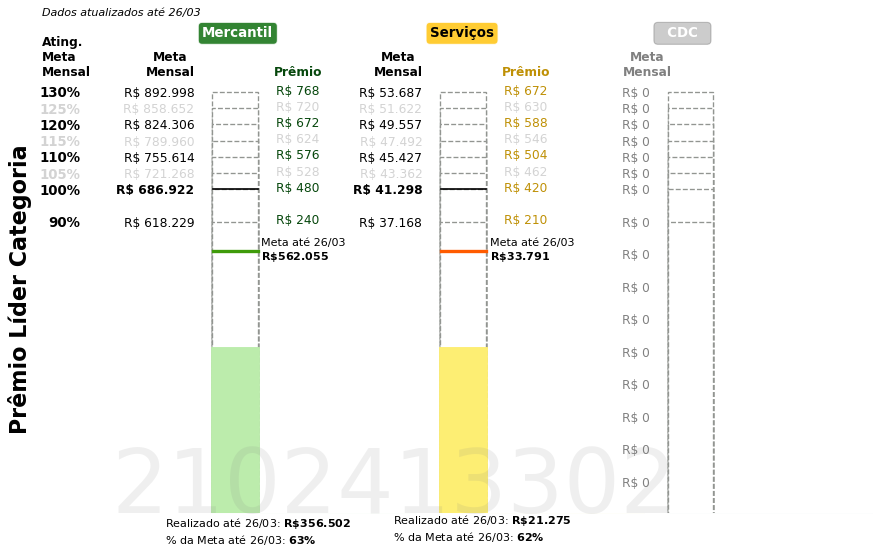 Dados atualizados até 26/03
Mercantil Serviços CDC
Ating. Meta Mensal Meta Mensal Prêmio Meta Mensal Prêmio Meta Mensal
130% R$ 892.998 R$ 768 R$ 53.687 R$ 672 R$ 0
125% R$ 858.652 R$ 720 R$ 51.622 R$ 630 R$ 0
120% R$ 824.306 R$ 672 R$ 49.557 R$ 588 R$ 0
115% R$ 789.960 R$ 624 R$ 47.492 R$ 546 R$ 0
110% R$ 755.614 R$ 576 R$ 45.427 R$ 504 R$ 0
105% R$ 721.268 R$ 528 R$ 43.362 R$ 462 R$ 0
100% R$ 686.922 R$ 480 R$ 41.298 R$ 420 R$ 0
90% R$ 618.229 R$ 240 R$ 37.168 R$ 210 R$ 0
Meta até 26/03 Meta até 26/03
R$562.055 R$33.791 R$ 0
R$ 0
R$ 0
R$ 0
R$ 0
R$ 0
R$ 0
R$ 0
Prêmio Líder Categoria
2102413302
Realizado até 26/03: R$356.502 Realizado até 26/03: R$21.275
% da Meta até 26/03: 63% % da Meta até 26/03: 62%